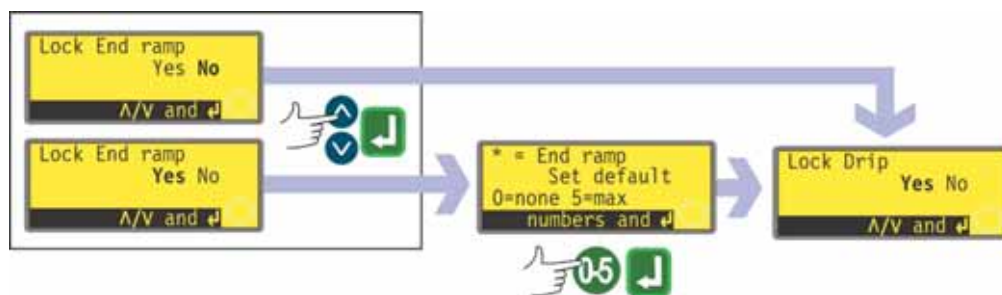 Lock End ramp
Yes No
∧/∨ and ↲
Lock End ramp
Yes No
∧/∨ and ↲
* = End ramp
Set default
0=none 5=max
numbers and ↲
0-5
Lock Drip
Yes No
∧/∨ and ↲